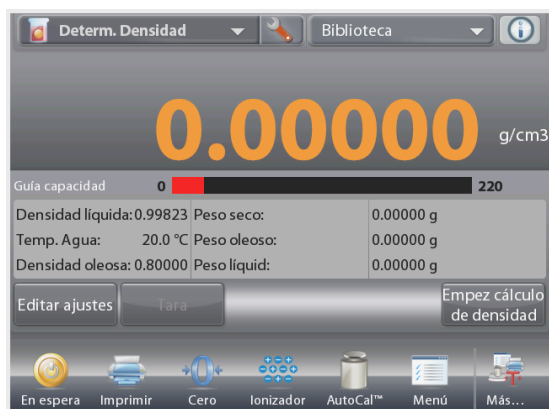 Determ. Densidad
Biblioteca
0.00000 g/cm3
Guía capacidad 0 220
Densidad líquida: 0.99823 Peso seco: 0.00000 g
Temp. Agua: 20.0 °C Peso oleoso: 0.00000 g
Densidad oleosa: 0.80000 Peso líquid: 0.00000 g
Editar ajustes
Tara
Empez cálculo
de densidad
En espera
Imprimir
Cero
Ionizador
AutoCal™
Menú
Más...